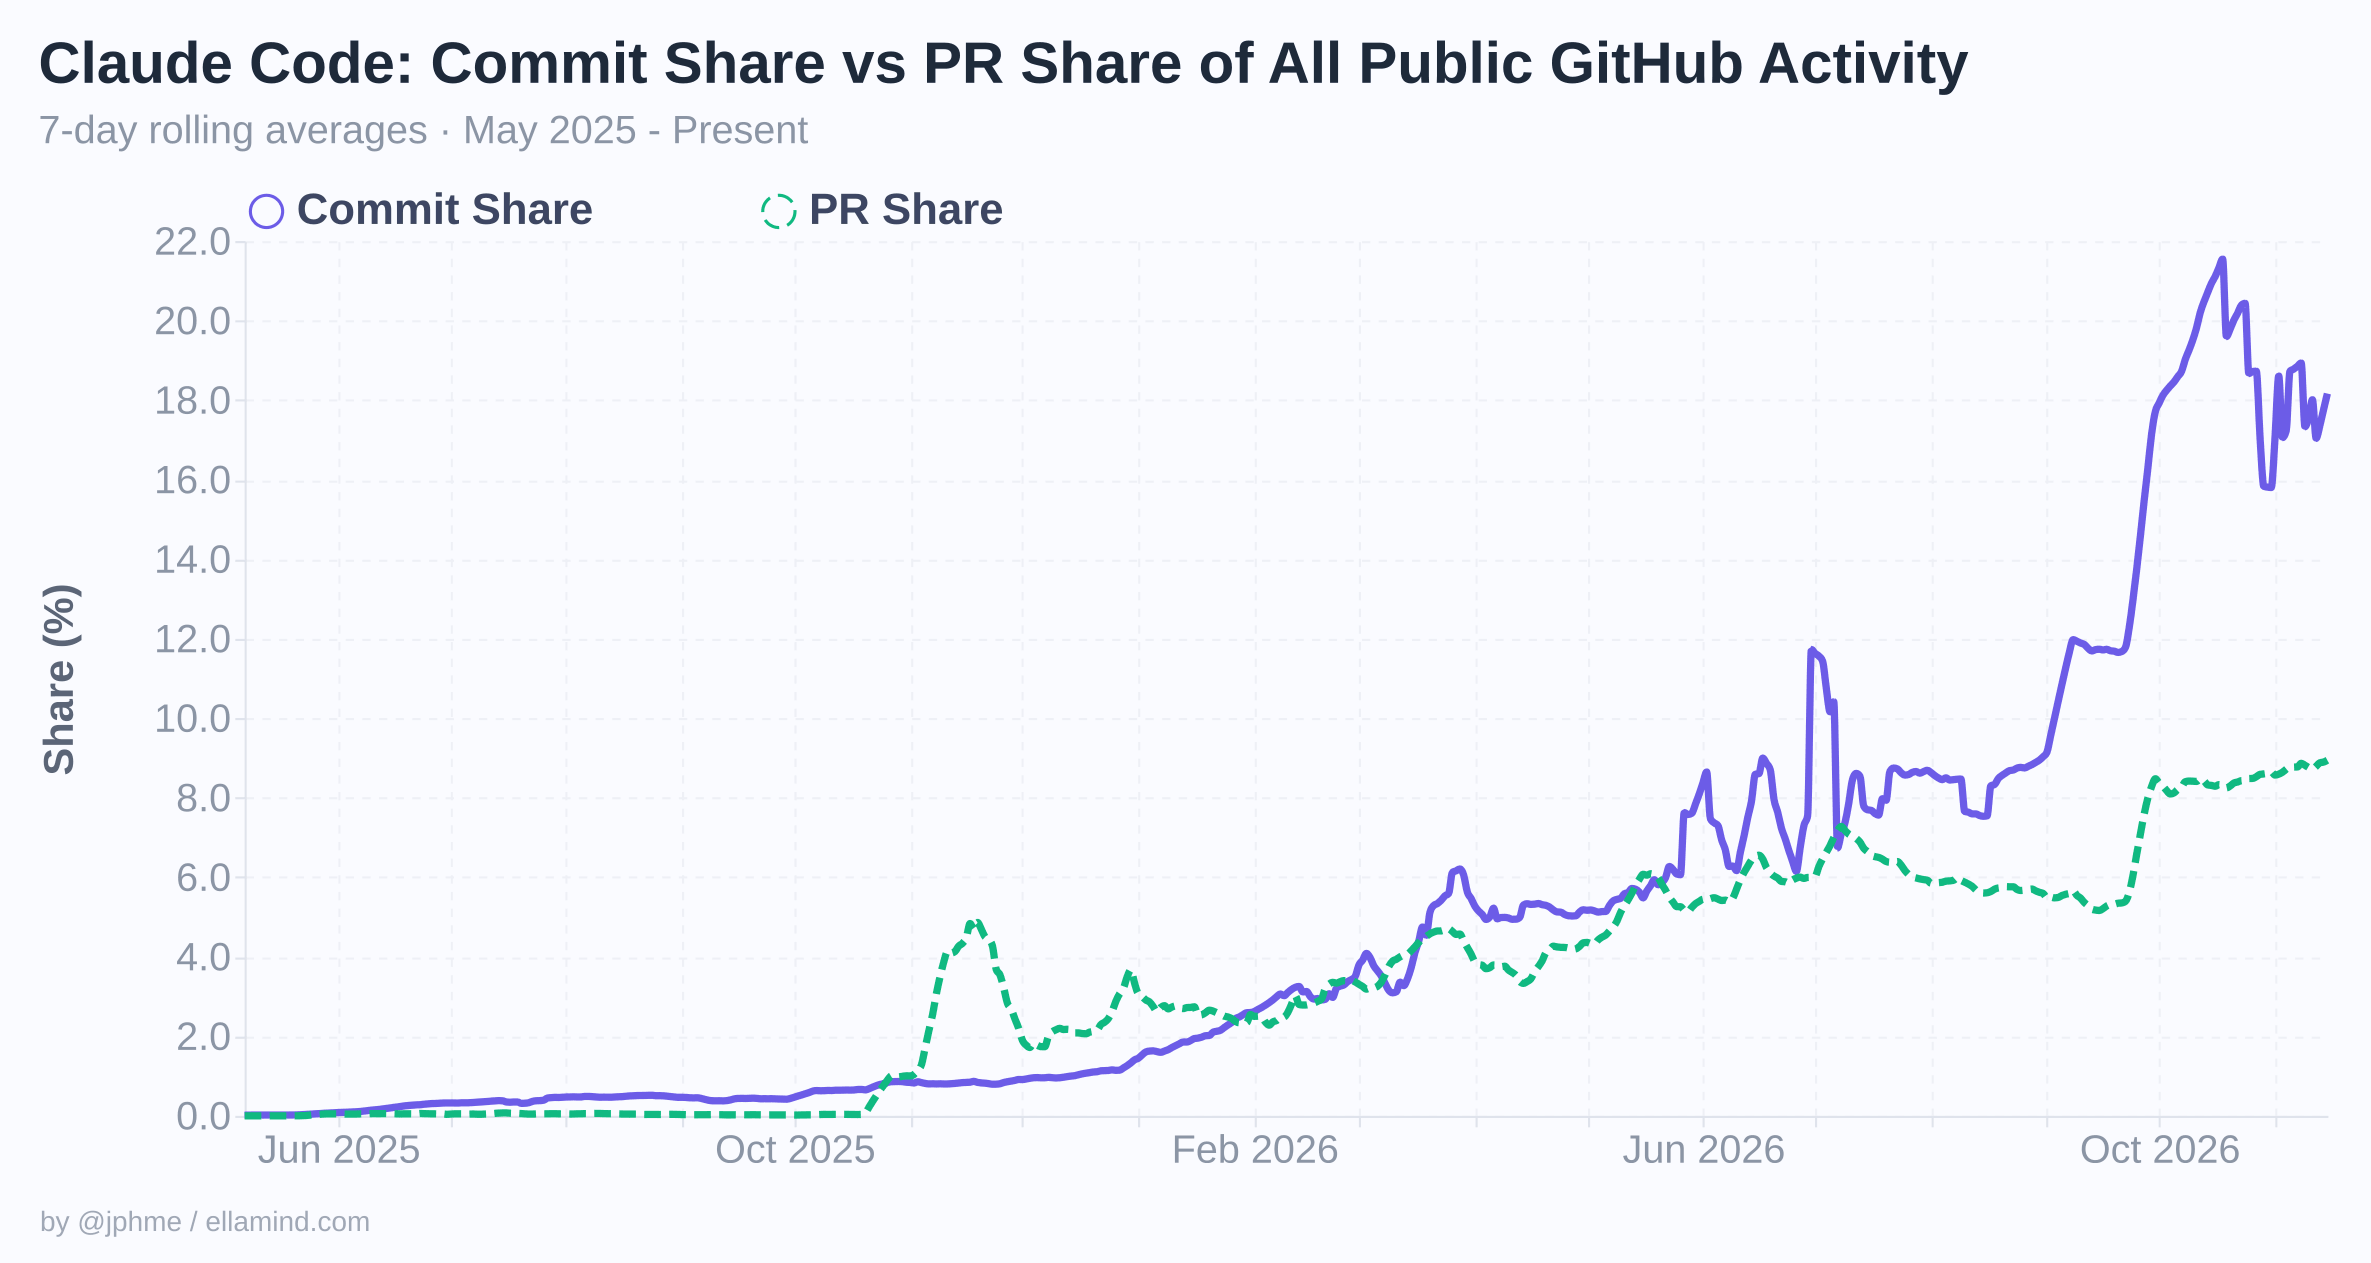 Claude Code: Commit Share vs PR Share of All Public GitHub Activity
7-day rolling averages · May 2025 - Present
Commit Share
PR Share
22.0
20.0
18.0
16.0
14.0
12.0
10.0
8.0
6.0
4.0
2.0
0.0
Share (%)
Jun 2025
Oct 2025
Feb 2026
Jun 2026
Oct 2026
by @jphme / ellamind.com